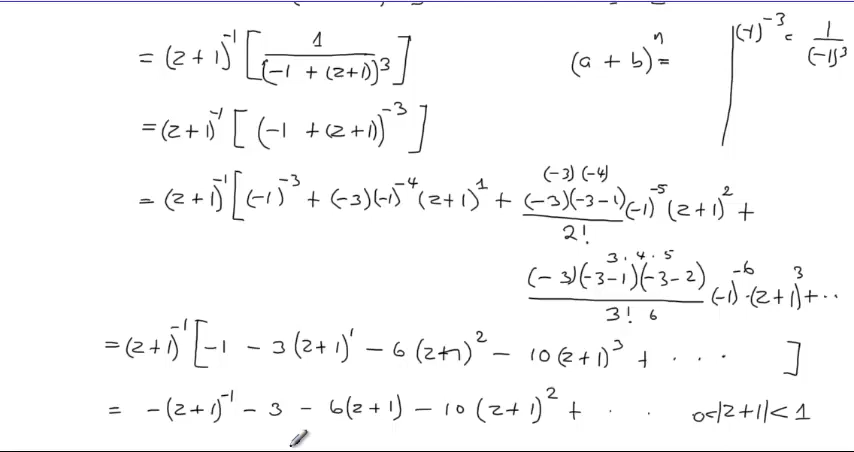 = (z+1)^-1 [ 1 / (-1 + (z+1))^3 ]
(a + b)^n =
(-1)^-3 = 1 / (-1)^3
= (z+1)^-1 [ (-1 + (z+1))^-3 ]
(-3) (-4)
= (z+1)^-1 [ (-1)^-3 + (-3)(-1)^-4 (z+1)^1 + (-3)(-3-1) / 2! (-1)^-5 (z+1)^2 +
3 . 4 . 5
(-3)(-3-1)(-3-2) / 3! 6 (-1)^-6 . (z+1)^3 + ..
= (z+1)^-1 [ -1 - 3(z+1)^1 - 6(z+1)^2 - 10(z+1)^3 + . . . . ]
= -(z+1)^-1 - 3 - 6(z+1) - 10(z+1)^2 + . . . 0<|z+1|<1